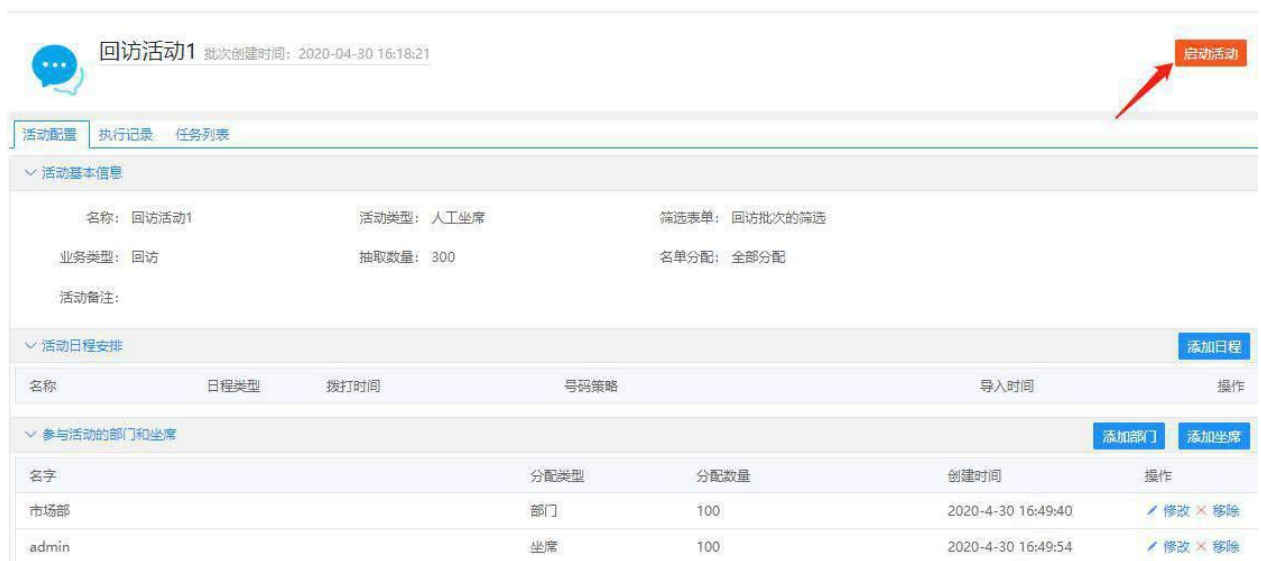 回访活动1 批次创建时间：2020-04-30 16:18:21
启动活动
活动配置 执行记录 任务列表
活动基本信息
名称： 回访活动1 活动类型： 人工坐席 筛选表单： 回访批次的筛选
业务类型： 回访 抽取数量： 300 名单分配： 全部分配
活动备注：
活动日程安排 添加日程
名称 日程类型 拨打时间 号码策略 导入时间 操作
参与活动的部门和坐席 添加部门 添加坐席
名字 分配类型 分配数量 创建时间 操作
市场部 部门 100 2020-4-30 16:49:40 修改 移除
admin 坐席 100 2020-4-30 16:49:54 修改 移除